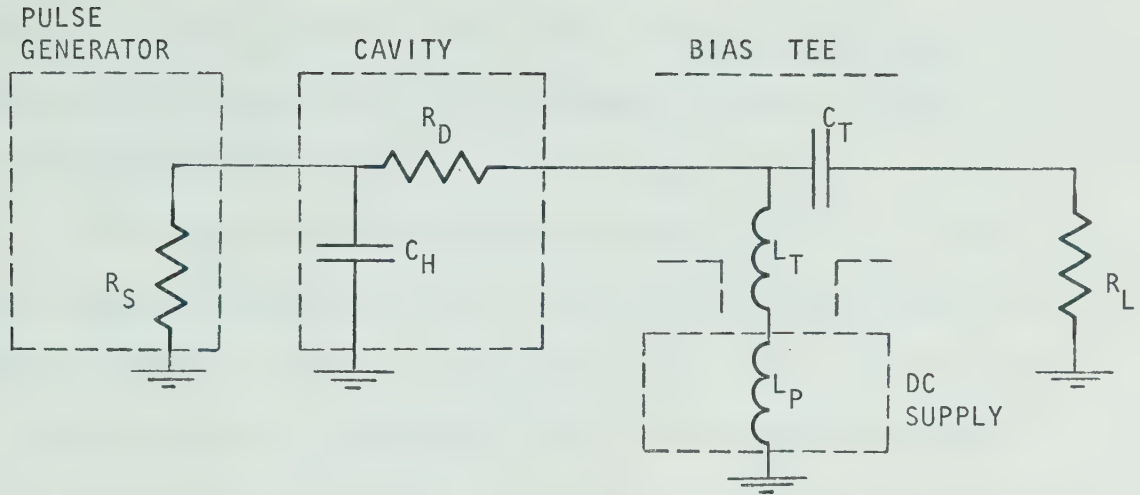 PULSE
GENERATOR
CAVITY
BIAS TEE
R_D
C_T
R_S
C_H
L_T
R_L
L_P
DC
SUPPLY